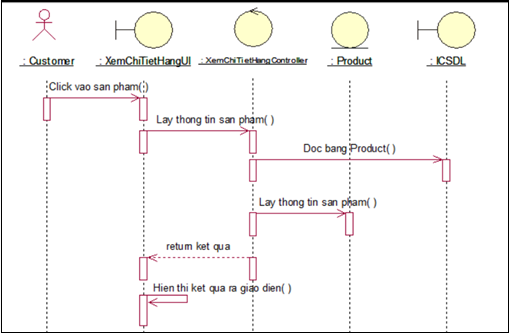 : Customer
: XemChiTietHangUI
: XemChiTietHangController
: Product
: ICSDL
Click vao san pham( )
Lay thong tin san pham( )
Doc bang Product( )
Lay thong tin san pham( )
return ket qua
Hien thi ket qua ra giao dien( )